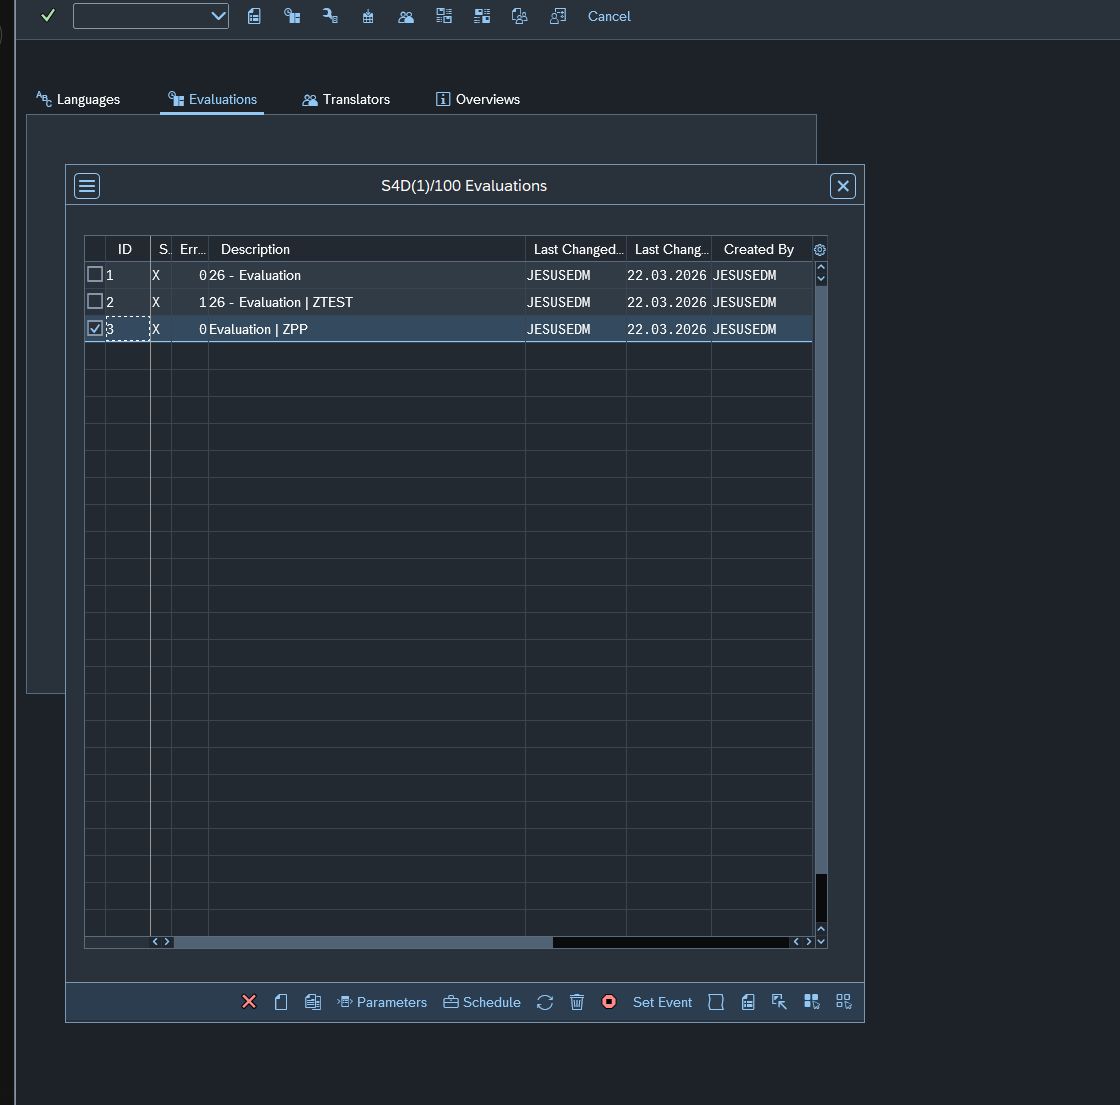 Cancel
Languages Evaluations Translators Overviews
S4D(1)/100 Evaluations
ID S.. Err... Description Last Changed... Last Chang... Created By
1 X 0 26 - Evaluation JESUSEDM 22.03.2026 JESUSEDM
2 X 1 26 - Evaluation | ZTEST JESUSEDM 22.03.2026 JESUSEDM
3 X 0 Evaluation | ZPP JESUSEDM 22.03.2026 JESUSEDM
Parameters Schedule Set Event